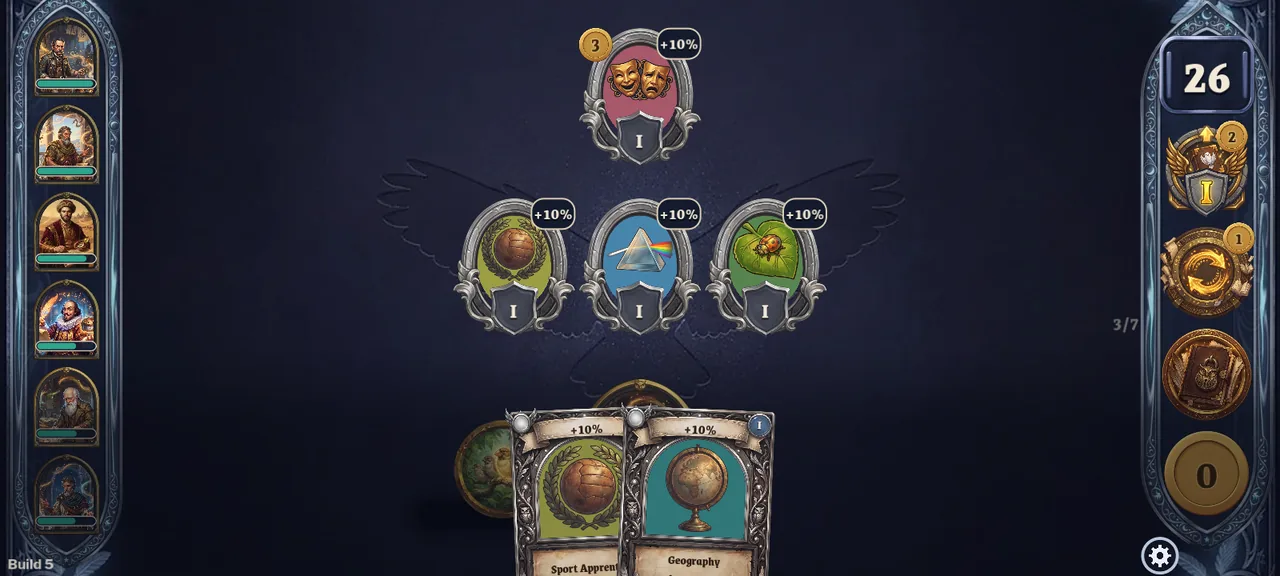 3
+10%
I
26
2
I
1
+10%
+10%
+10%
I
I
I
3/7
+10%
+10%
I
0
Sport Apprent
Geography
Build 5